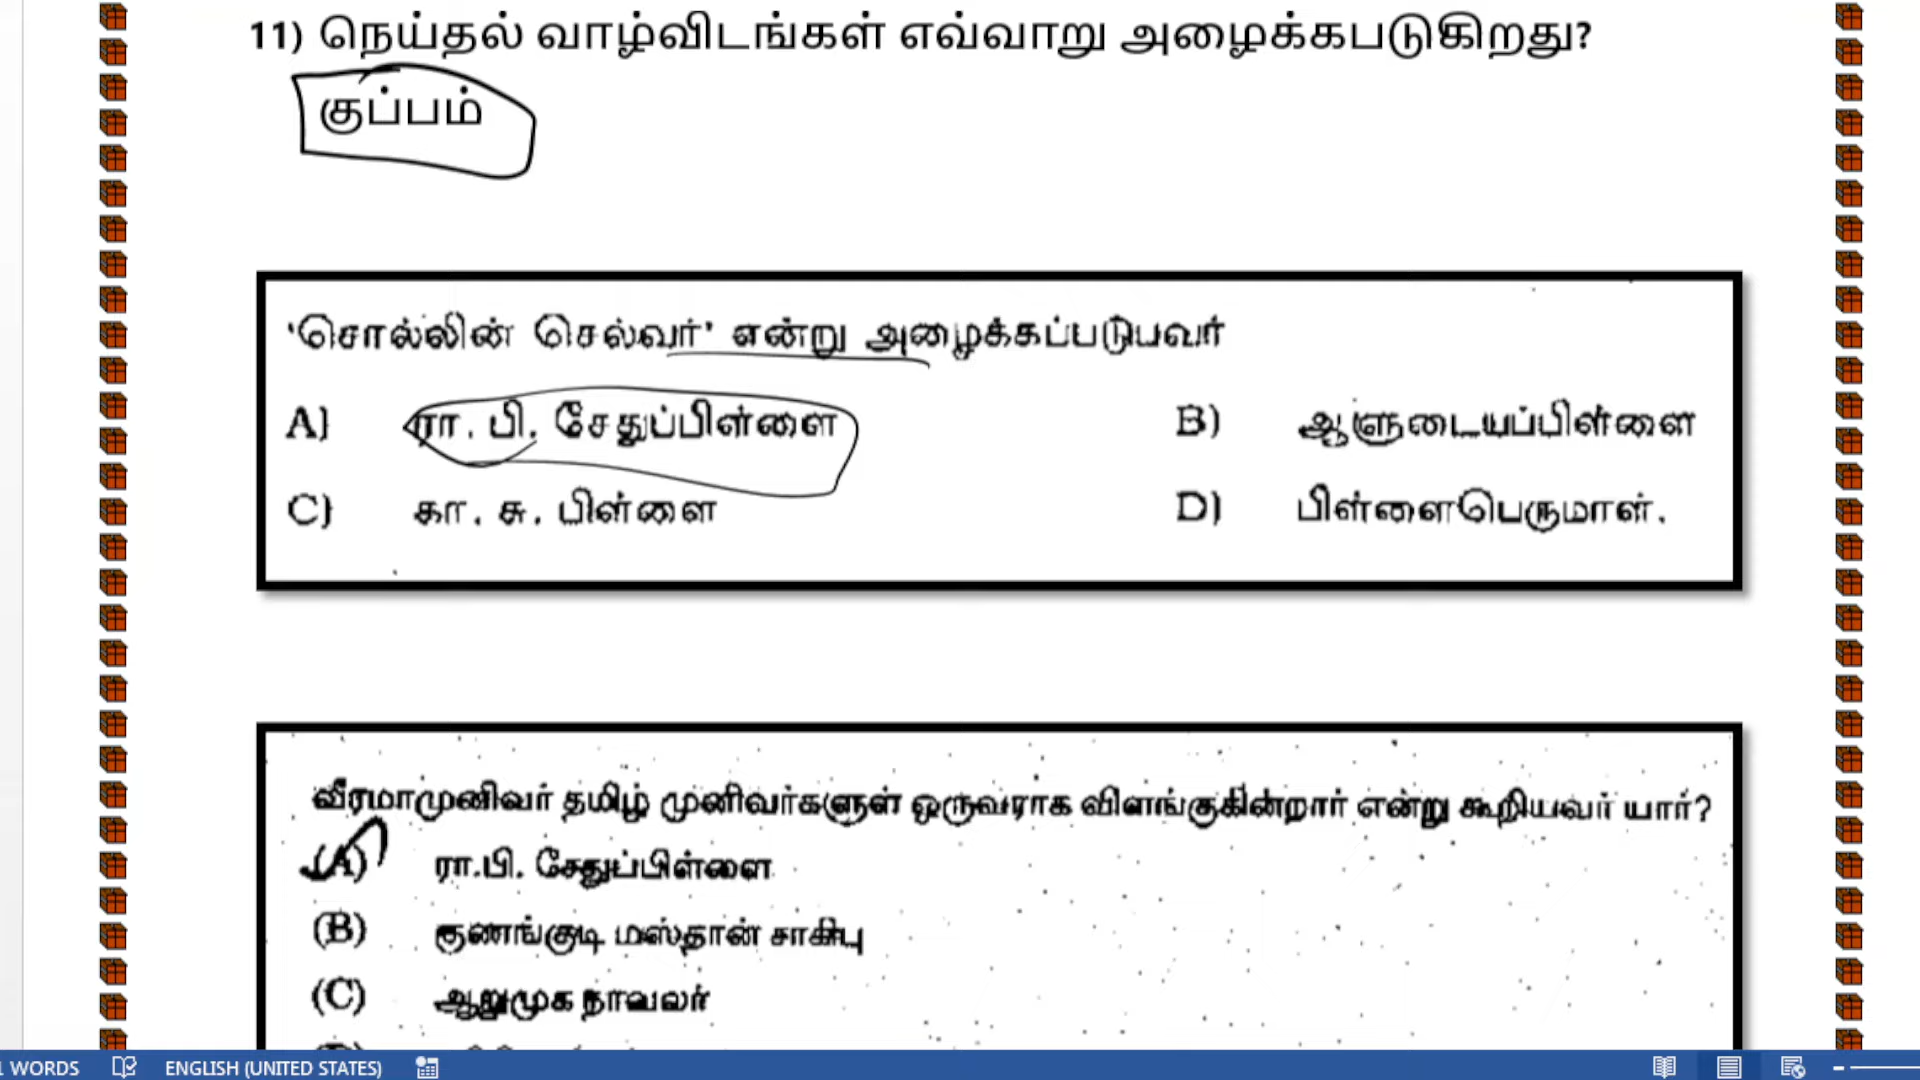 11) நெய்தல் வாழ்விடங்கள் எவ்வாறு அழைக்கபடுகிறது?
குப்பம்
'சொல்லின் செல்வர்' என்று அழைக்கப்படுபவர்
A) ரா. பி. சேதுப்பிள்ளை B) ஆளுடையப்பிள்ளை
C) கா. சு. பிள்ளை D) பிள்ளைபெருமாள்.
வீரமாமுனிவர் தமிழ் முனிவர்களுள் ஒருவராக விளங்குகின்றார் என்று கூறியவர் யார்?
(A) ரா.பி. சேதுப்பிள்ளை
(B) குணங்குடி மஸ்தான் சாகிபு
(C) ஆறுமுக நாவலர்
WORDS ENGLISH (UNITED STATES)